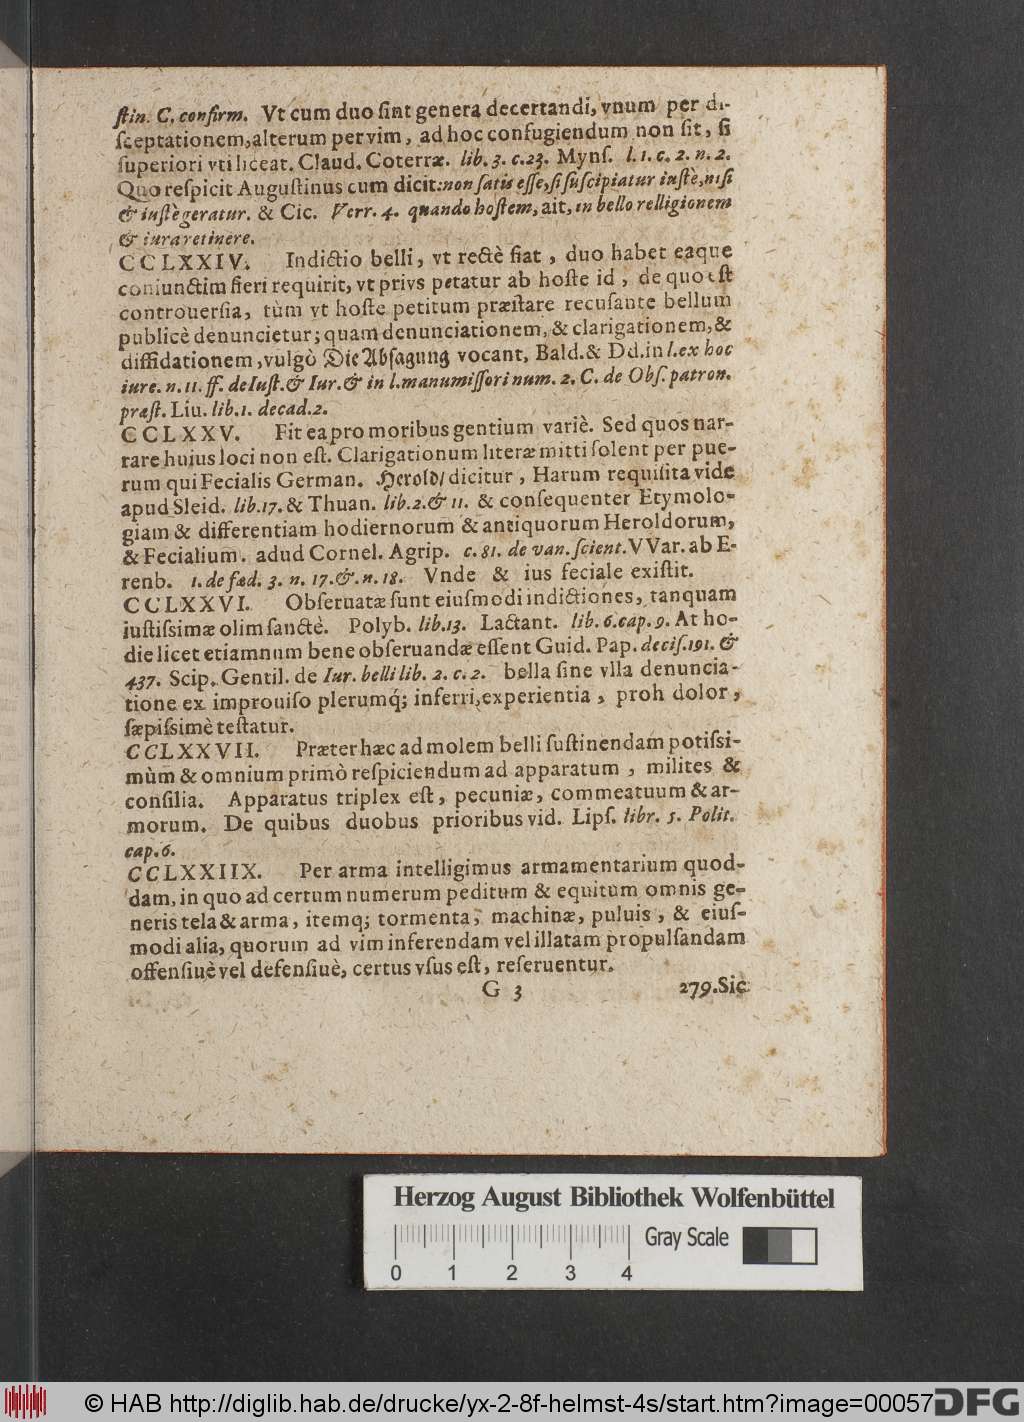 ſtin. C. confirm. Vt cum duo ſint genera decertandi, vnum per di-
ſceptationem, alterum per vim, ad hoc confugiendum non ſit, ſi
ſuperiori vti liceat. Claud. Coterræ. lib. 3. c. 23. Mynſ. l. 1. c. 2. n. 2.
Quo reſpicit Auguſtinus cum dicit: non ſatis eſſe, ſi ſuſcipiatur iuſtè, niſi
& iuſtè geratur. & Cic. Verr. 4. quando hoſtem, ait, in bello relligionem
& iura retinere.
CCLXXIV. Indictio belli, vt rectè fiat, duo habet eaque
coniunctim fieri requirit, vt privs petatur ab hoſte id, de quo eſt
controuerſia, tùm vt hoſte petitum præſtare recuſante bellum
publicè denuncietur; quam denunciationem, & clarigationem, &
diffidationem, vulgò Die Abſagung vocant, Bald. & Dd. in l. ex hoc
iure. n. 11. ff. de Iuſt. & Iur. & in l. manumiſſori num. 2. C. de Obſ. patron.
præſt. Liu. lib. 1. decad. 2.
CCLXXV. Fit ea pro moribus gentium variè. Sed quos nar-
rare huius loci non eſt. Clarigationum literæ mitti ſolent per pue-
rum qui Fecialis German. Herold/ dicitur, Harum requiſita vide
apud Sleid. lib. 17. & Thuan. lib. 2. & 11. & conſequenter Etymolo-
giam & differentiam hodiernorum & antiquorum Heroldorum,
& Fecialium. adud Cornel. Agrip. c. 81. de van. ſcient. VVar. ab E-
renb. 1. de fœd. 3. n. 17. &. n. 18. Vnde & ius feciale exiſtit.
CCLXXVI. Obſeruatæ ſunt eiuſmodi indictiones, tanquam
iuſtiſsimæ olim ſanctè. Polyb. lib. 13. Lactant. lib. 6. cap. 9. At ho-
die licet etiamnum bene obſeruandæ eſſent Guid. Pap. deciſ. 191. &
437. Scip. Gentil. de Iur. belli lib. 2. c. 2. bella ſine vlla denuncia-
tione ex improuiſo plerumq; inferri, experientia, proh dolor,
ſæpiſsimè teſtatur.
CCLXXVII. Præter hæc ad molem belli ſuſtinendam potiſsi-
mùm & omnium primò reſpiciendum ad apparatum, milites &
conſilia. Apparatus triplex eſt, pecuniæ, commeatuum & ar-
morum. De quibus duobus prioribus vid. Lipſ. libr. 5. Polit.
cap. 6.
CCLXXIIX. Per arma intelligimus armamentarium quod-
dam, in quo ad certum numerum peditum & equitum omnis ge-
neris tela & arma, itemq; tormenta, machinæ, puluis, & eiuſ-
modi alia, quorum ad vim inferendam vel illatam propulſandam
offenſiuè vel defenſiuè, certus vſus eſt, reſeruentur.
G 3 279. Sic
Herzog August Bibliothek Wolfenbüttel
Gray Scale
0 1 2 3 4
© HAB http://diglib.hab.de/drucke/yx-2-8f-helmst-4s/start.htm?image=00057
DFG